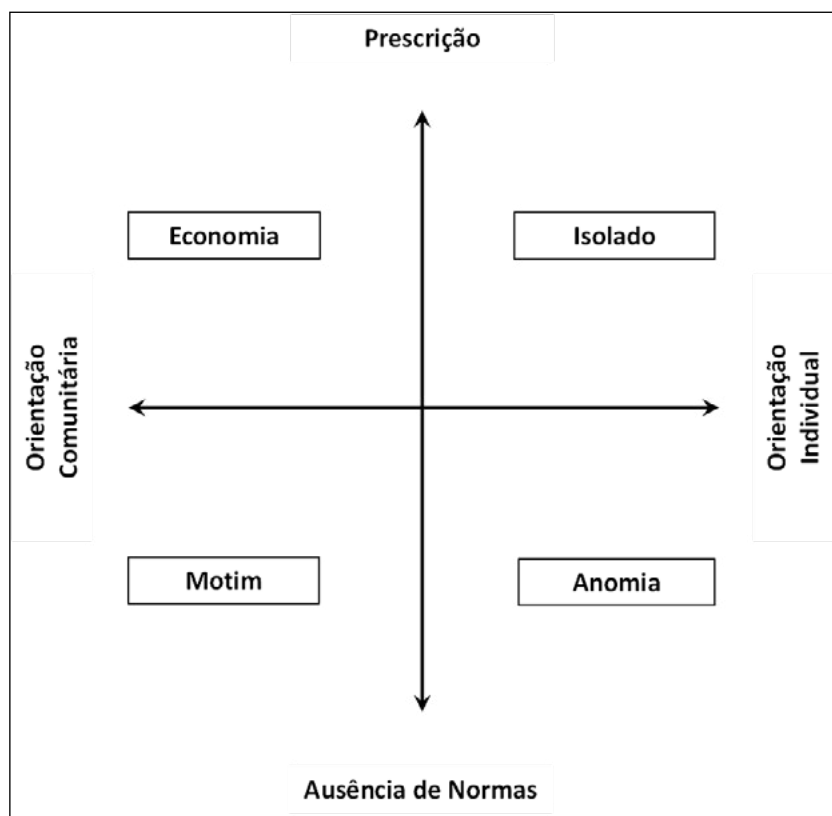 Prescrição
Economia
Isolado
Orientação
Comunitária
Orientação
Individual
Motim
Anomia
Ausência de Normas